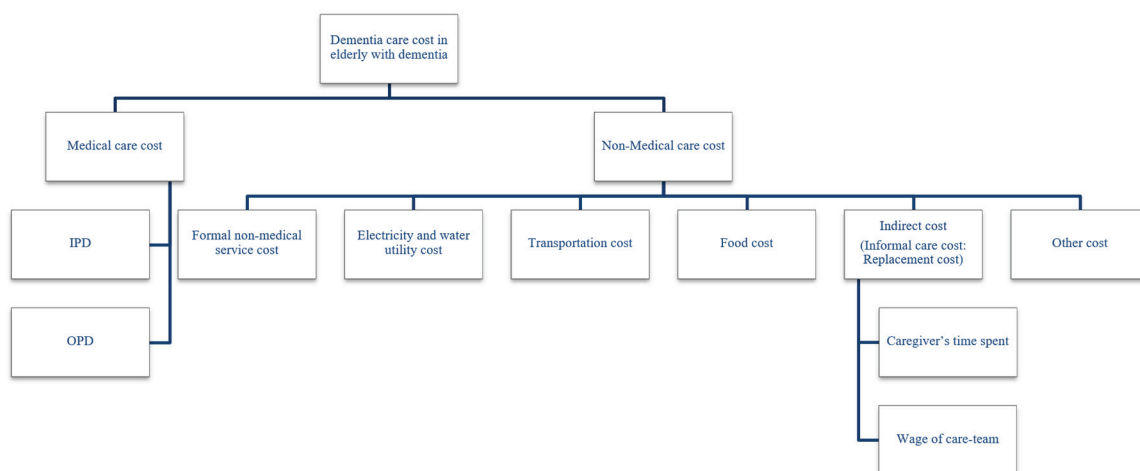 Dementia care cost in
elderly with dementia
Medical care cost
Non-Medical care cost
IPD
OPD
Formal non-medical
service cost
Electricity and water
utility cost
Transportation cost
Food cost
Indirect cost
(Informal care cost:
Replacement cost)
Other cost
Caregiver’s time spent
Wage of care-team